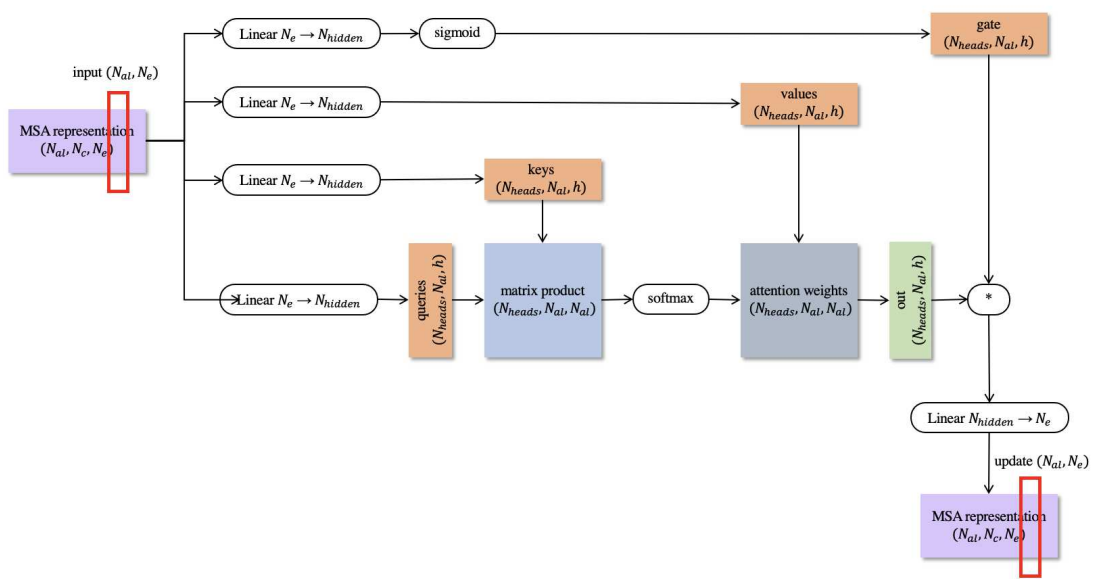 Linear N_e → N_hidden
sigmoid
gate
(N_heads, N_al, h)
input (N_al, N_e)
Linear N_e → N_hidden
values
(N_heads, N_al, h)
MSA representation
(N_al, N_c, N_e)
Linear N_e → N_hidden
keys
(N_heads, N_al, h)
Linear N_e → N_hidden
queries
(N_heads, N_al, h)
matrix product
(N_heads, N_al, N_al)
softmax
attention weights
(N_heads, N_al, N_al)
out
(N_heads, N_al, h)
*
Linear N_hidden → N_e
update (N_al, N_e)
MSA representation
(N_al, N_c, N_e)